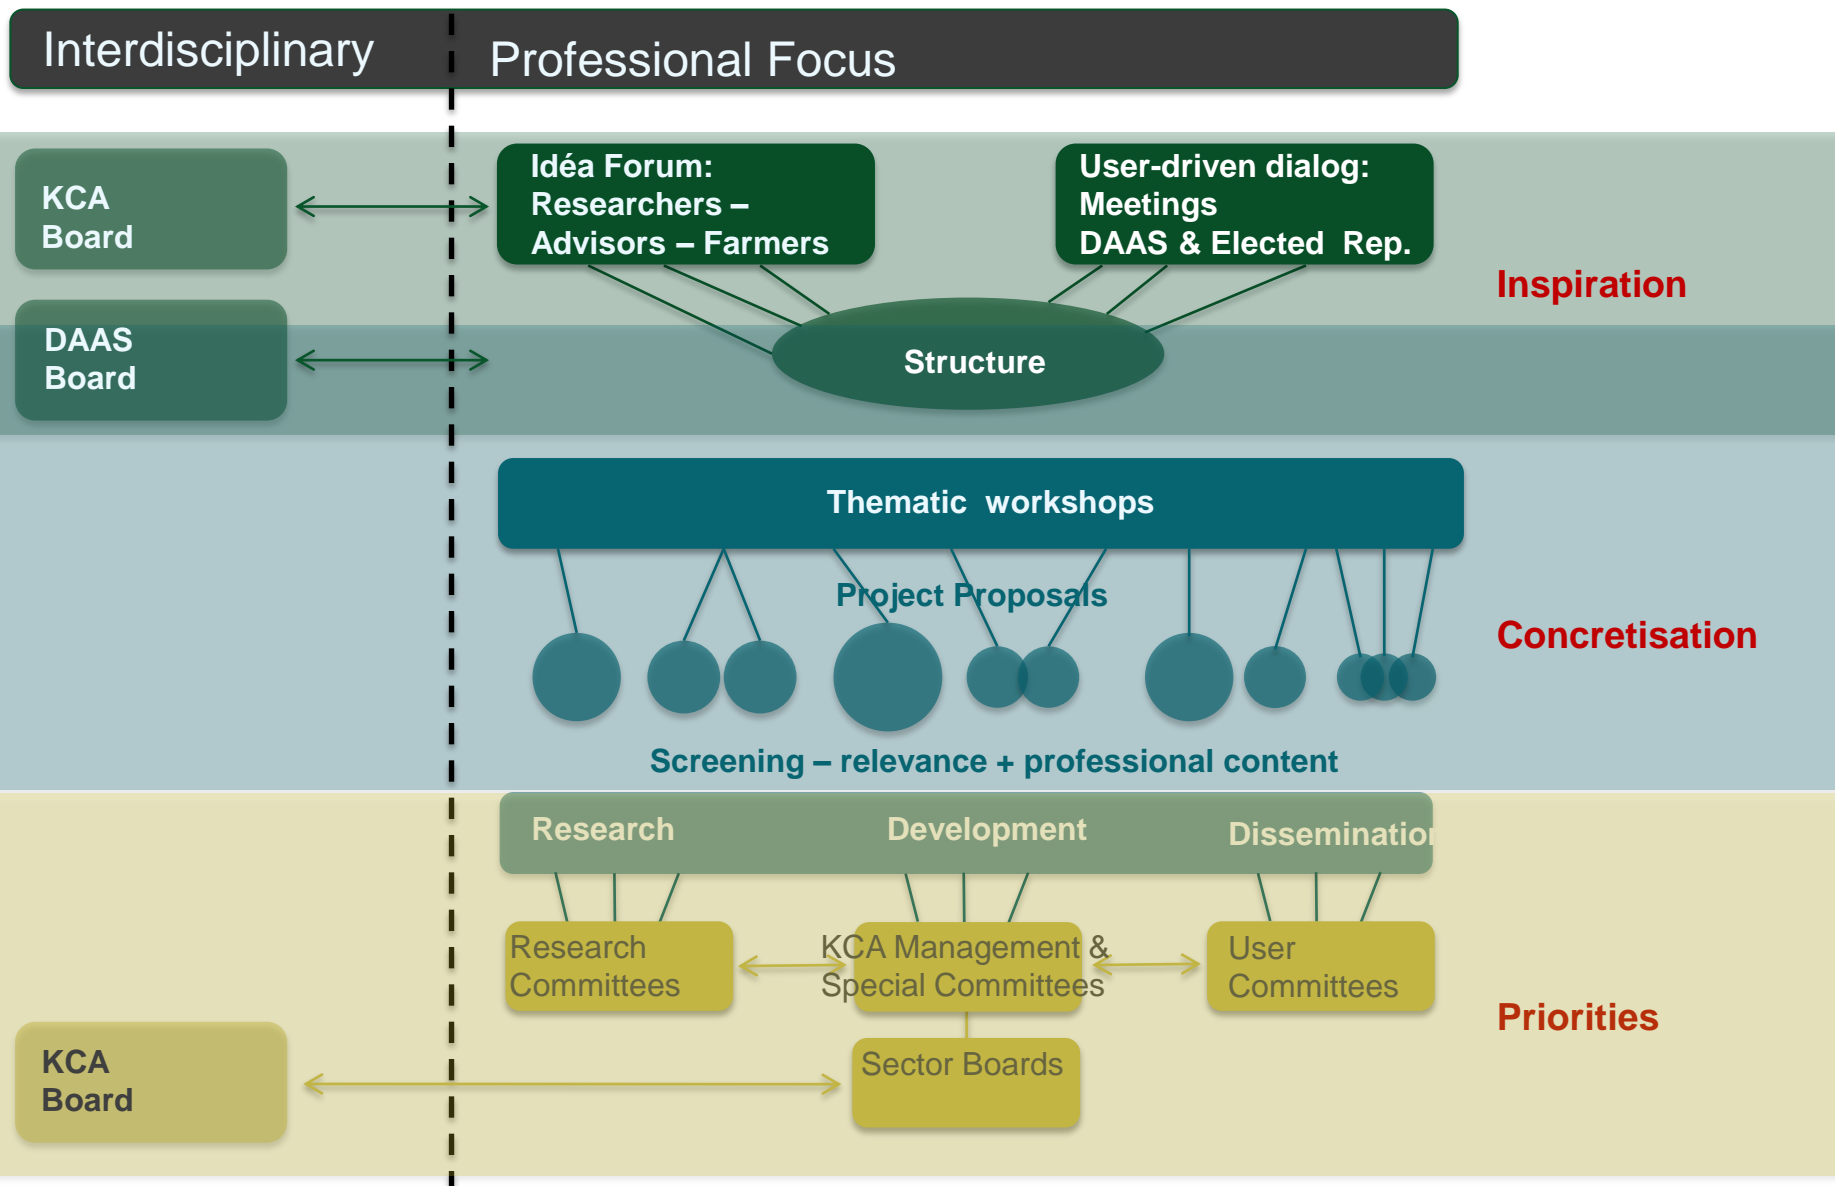 Interdisciplinary
Professional Focus
KCA
Board
Idéa Forum:
Researchers –
Advisors – Farmers
User-driven dialog:
Meetings
DAAS & Elected Rep.
Inspiration
DAAS
Board
Structure
Thematic workshops
Project Proposals
Concretisation
Screening – relevance + professional content
Research
Development
Dissemination
Research
Committees
KCA Management &
Special Committees
User
Committees
Priorities
KCA
Board
Sector Boards